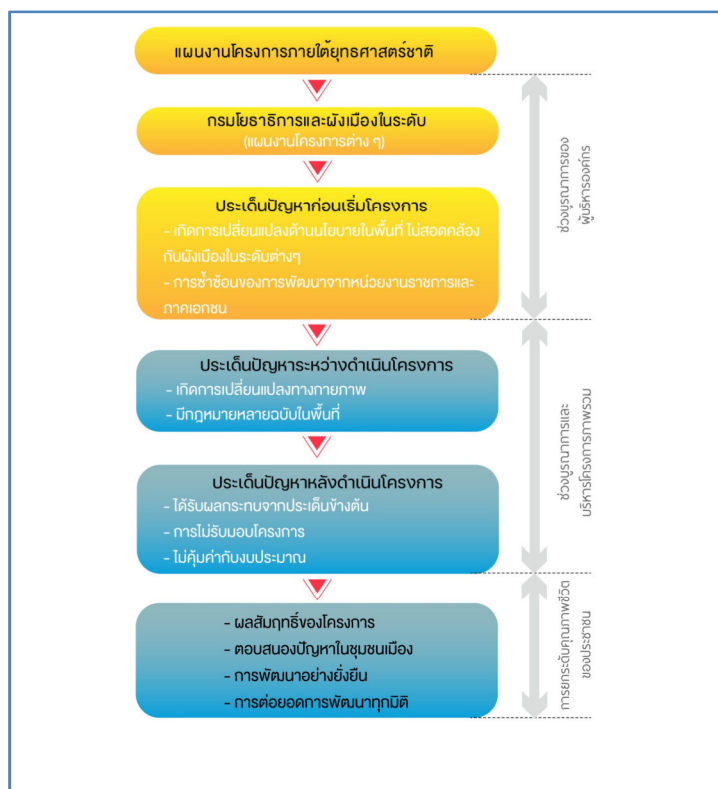 แผนงานโครงการภายใต้ยุทธศาสตร์ชาติ
กรมโยธาธิการและผังเมืองในระดับ
(แผนงานโครงการต่าง ๆ)
ประเด็นปัญหาก่อนเริ่มโครงการ
- เกิดการเปลี่ยนแปลงด้านนโยบายในพื้นที่ ไม่สอดคล้อง
กับผังเมืองในระดับต่างๆ
- การซ้ำซ้อนของการพัฒนาจากหน่วยงานราชการและ
ภาคเอกชน
ช่วงบูรณาการของ
ผู้บริหารองค์กร
ประเด็นปัญหาระหว่างดำเนินโครงการ
- เกิดการเปลี่ยนแปลงทางกายภาพ
- มีกฎหมายหลายฉบับในพื้นที่
ประเด็นปัญหาหลังดำเนินโครงการ
- ได้รับผลกระทบจากประเด็นข้างต้น
- การไม่รับมอบโครงการ
- ไม่คุ้มค่ากับงบประมาณ
ช่วงบูรณาการและ
บริหารโครงการภาพรวม
- ผลสัมฤทธิ์ของโครงการ
- ตอบสนองปัญหาในชุมชนเมือง
- การพัฒนาอย่างยั่งยืน
- การต่อยอดการพัฒนาทุกมิติ
การยกระดับคุณภาพชีวิต
ของประชาชน